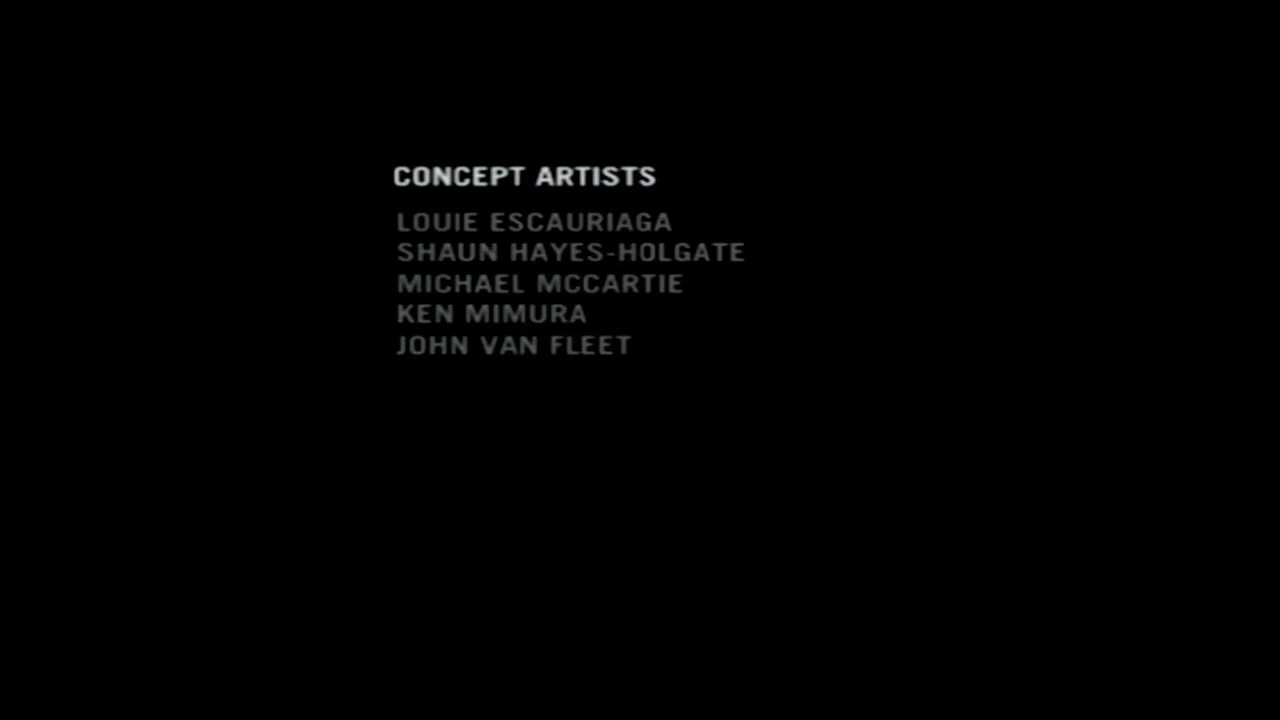 CONCEPT ARTISTS
LOUIE ESCAURIAGA
SHAUN HAYES-HOLGATE
MICHAEL MCCARTIE
KEN MIMURA
JOHN VAN FLEET